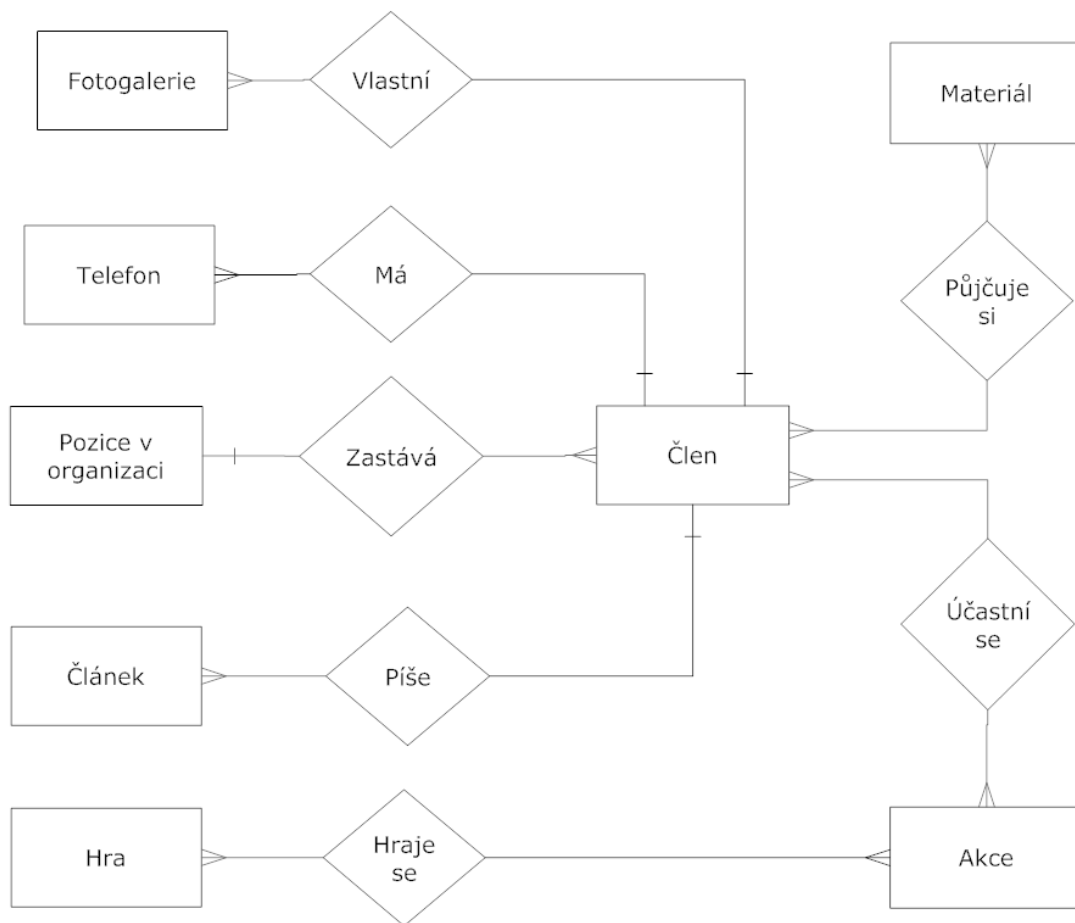 Fotogalerie
Vlastní
Materiál
Telefon
Má
Půjčuje
si
Pozice v
organizaci
Zastává
Člen
Článek
Píše
Účastní
se
Hra
Hraje
se
Akce